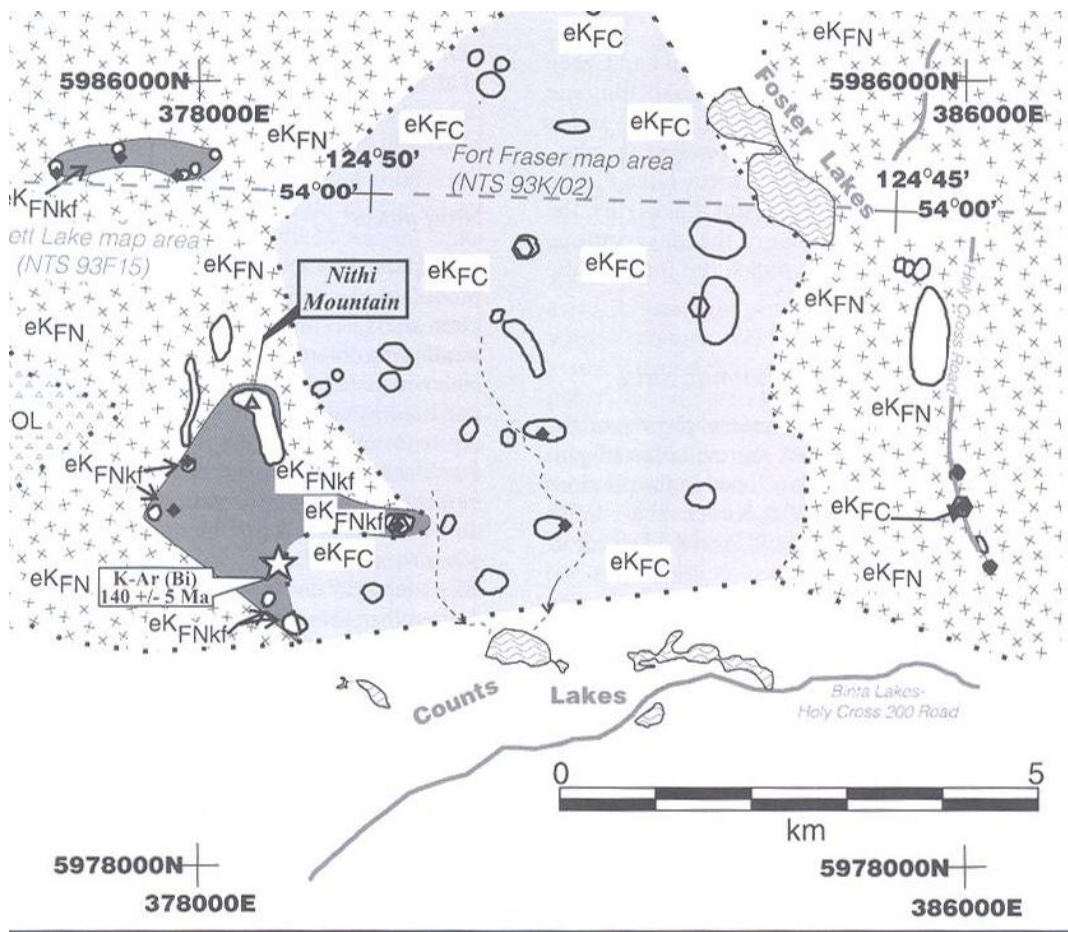 eKFC
eKFN
5986000N
378000E
5986000N
386000E
Foster
Lakes
eKFN
eKFC
eKFC
124°50'
Fort Fraser map area
(NTS 93K/02)
54°00'
124°45'
54°00'
KFNkf
ett Lake map area
(NTS 93F15)
eKFN
Nithi
Mountain
eKFC
eKFC
eKFN
Holy Cross Road
eKFN
eKFN
OL
eKFNkf
eKFNkf
eKFNkf
eKFC
eKFC
eKFC
eKFN
eKFN
K-Ar (Bi)
140 +/- 5 Ma
eKFNkf
Counts
Lakes
Binta Lakes-
Holy Cross 200 Road
0
5
km
5978000N
378000E
5978000N
386000E